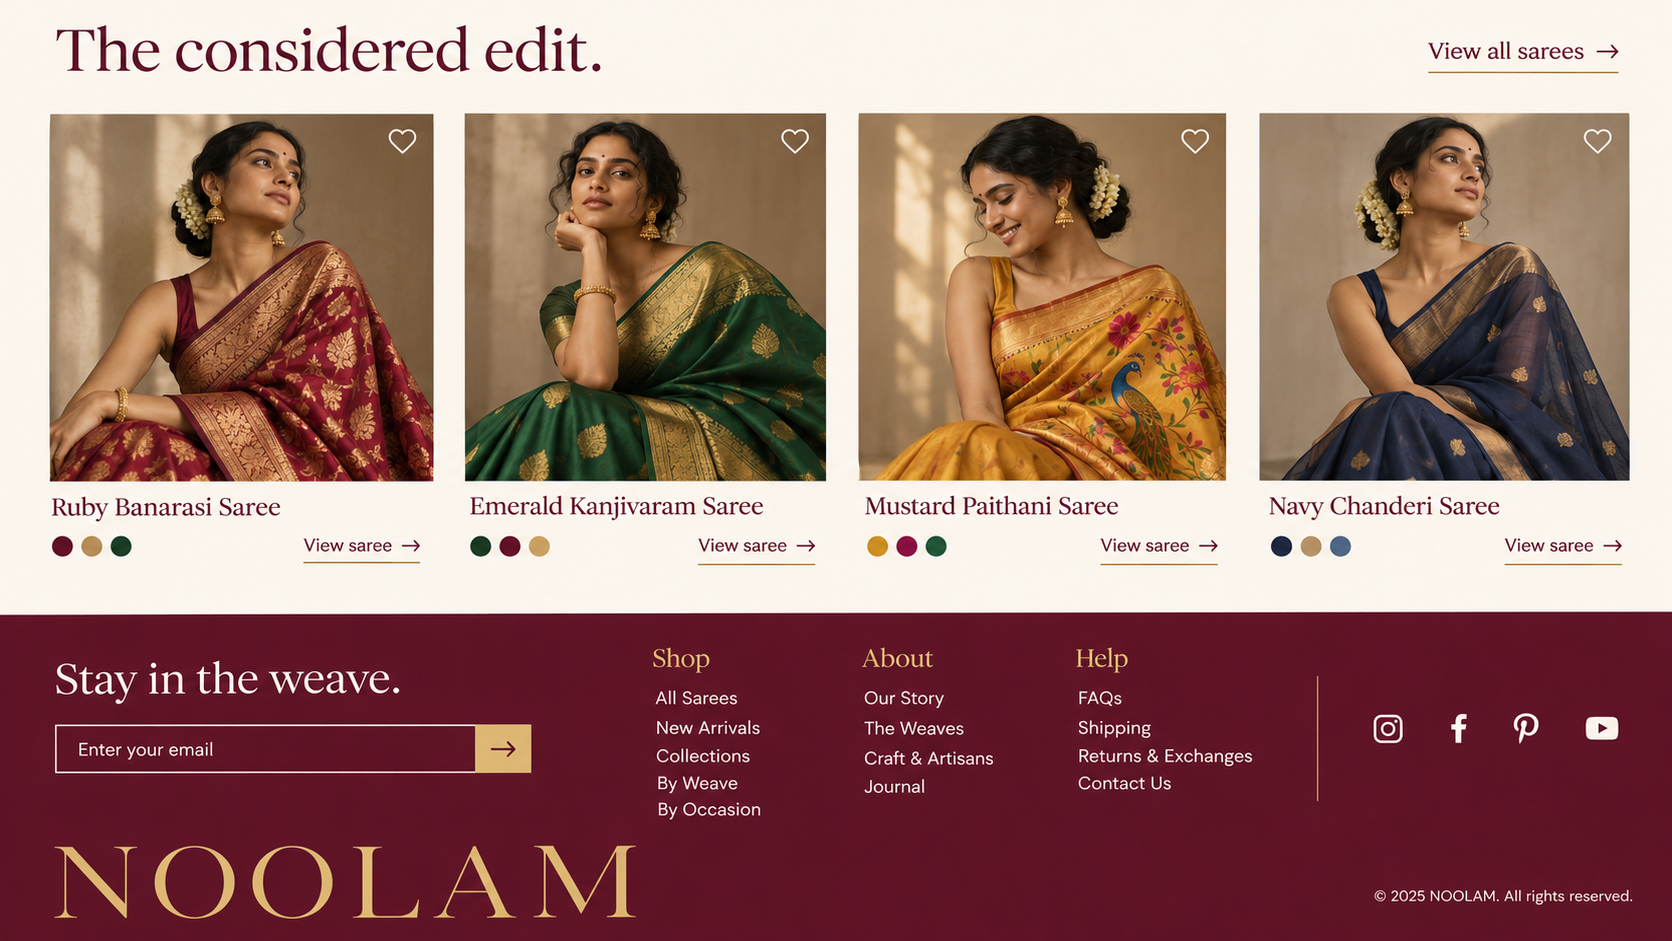 The considered edit.
View all sarees →
Ruby Banarasi Saree
View saree →
Emerald Kanjivaram Saree
View saree →
Mustard Paithani Saree
View saree →
Navy Chanderi Saree
View saree →
Stay in the weave.
Enter your email
→
Shop
All Sarees
New Arrivals
Collections
By Weave
By Occasion
About
Our Story
The Weaves
Craft & Artisans
Journal
Help
FAQs
Shipping
Returns & Exchanges
Contact Us
NOOLAM
© 2025 NOOLAM. All rights reserved.